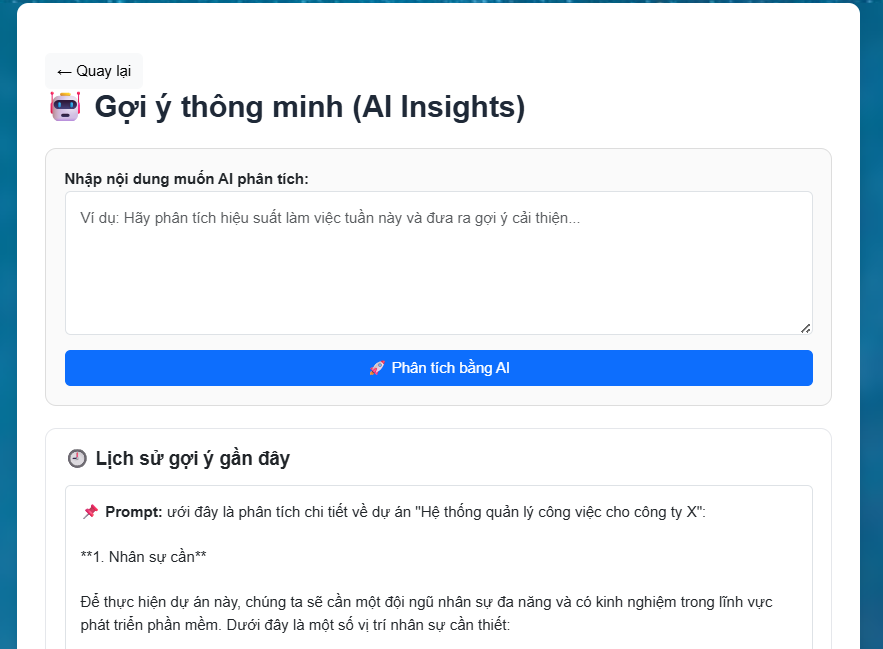 ← Quay lại
Gợi ý thông minh (AI Insights)
Nhập nội dung muốn AI phân tích:
Ví dụ: Hãy phân tích hiệu suất làm việc tuần này và đưa ra gợi ý cải thiện...
Phân tích bằng AI
Lịch sử gợi ý gần đây
Prompt: ưới đây là phân tích chi tiết về dự án "Hệ thống quản lý công việc cho công ty X":
**1. Nhân sự cần**
Để thực hiện dự án này, chúng ta sẽ cần một đội ngũ nhân sự đa năng và có kinh nghiệm trong lĩnh vực
phát triển phần mềm. Dưới đây là một số vị trí nhân sự cần thiết: